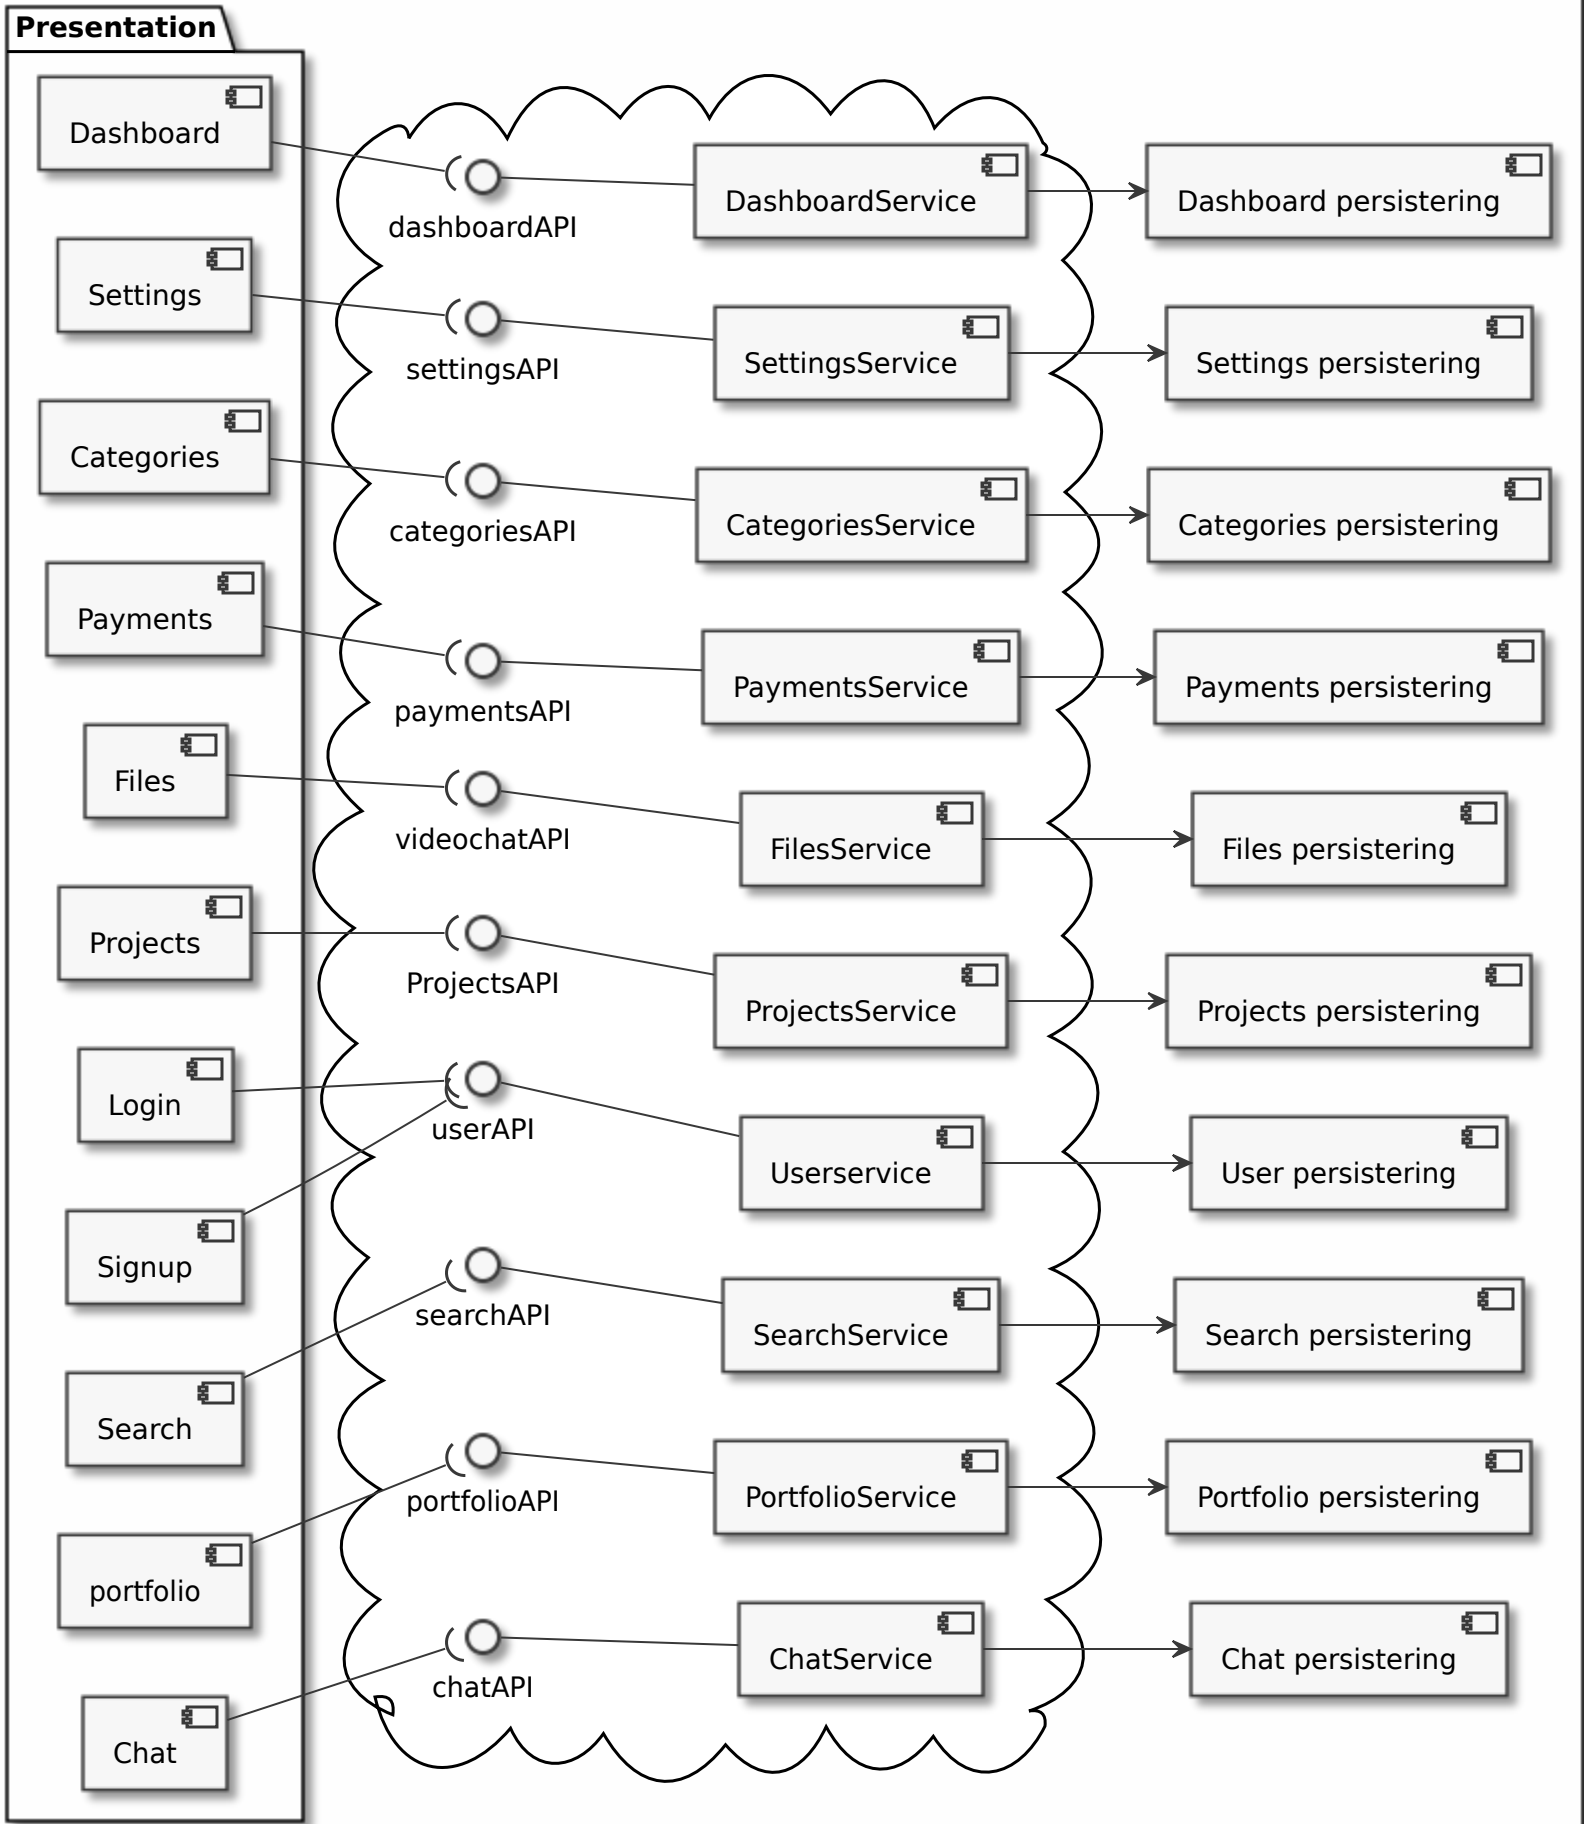 Presentation
Dashboard
dashboardAPI
DashboardService
Dashboard persistering
Settings
settingsAPI
SettingsService
Settings persistering
Categories
categoriesAPI
CategoriesService
Categories persistering
Payments
paymentsAPI
PaymentsService
Payments persistering
Files
videochatAPI
FilesService
Files persistering
Projects
ProjectsAPI
ProjectsService
Projects persistering
Login
userAPI
Userservice
User persistering
Signup
searchAPI
SearchService
Search persistering
Search
portfolioAPI
PortfolioService
Portfolio persistering
portfolio
chatAPI
ChatService
Chat persistering
Chat